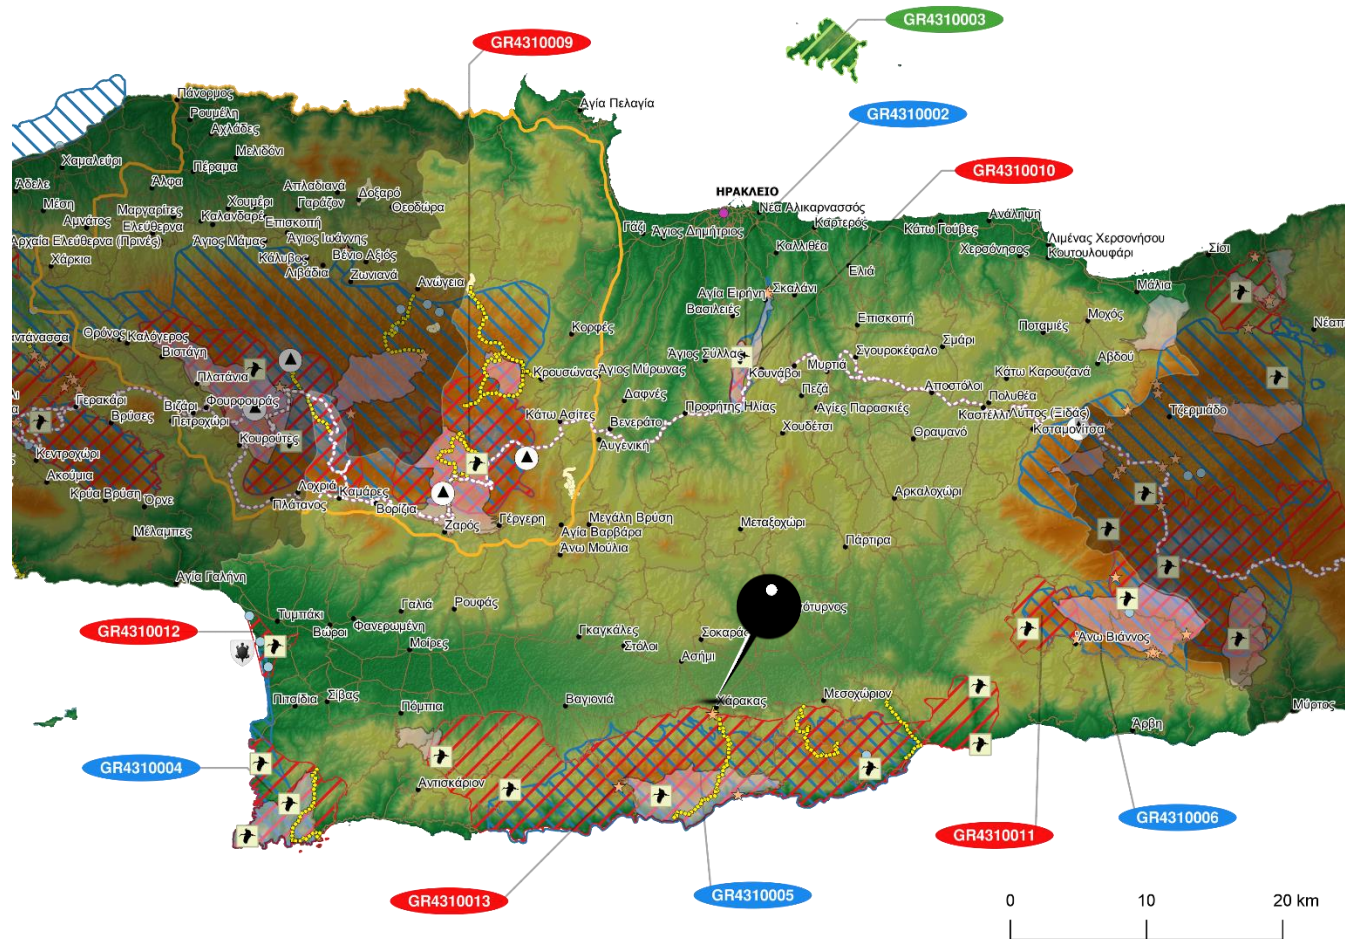 GR4310003
GR4310009
GR4310002
GR4310010
Πάνορμος
Ρουμέλη
Αχλάδες
Αγία Πελαγία
Μελιδόνι
Χαμαλεύρι
Πέραμα
Άδελε
Άλφα
Απλαδιανά
Δοξαρό
ΗΡΑΚΛΕΙΟ
Μέση
Μαργαρίτες
Χουμέρι
Γαράζον
Θεοδώρα
Νέα Αλικαρνασσός
Αμνάτος
Ελεύθερνα
Καλανδαρέ
Επισκοπή
Γάζι
Άγιος Δημήτριος
Καρτερός
Κάτω Γούβες
Ανάληψη
Αρχαία Ελεύθερνα (Πρινές)
Άγιος Μάμας
Άγιος Ιωάννης
Καλλιθέα
Χερσόνησος
Λιμένας Χερσονήσου
Κουτουλουφάρι
Σίσι
Χάρκια
Κάλυβος
Βένιο
Αξιός
Λιβάδια
Ζωνιανά
Ελιά
Ανώγεια
Αγία Ειρήνη
Σκαλάνι
Μάλια
Βασιλειές
Θρόνος
Καλόγερος
Κορφές
Επισκοπή
Ποταμιές
Μοχός
Βιστάγη
Άγιος Σύλλας
Σγουροκέφαλο
Σμάρι
Αβδού
Πλατάνια
Κρουσώνας
Άγιος Μύρωνας
Κουνάβοι
Μυρτιά
Κάτω Καρουζανά
Γερακάρι
Βιζάρι
Φουρφουράς
Δαφνές
Πεζά
Αποστόλοι
Πολυθέα
Βρύσες
Πετροχώρι
Κάτω Ασίτες
Βενεράτο
Προφήτης Ηλίας
Αγίες Παρασκιές
Καστέλλι
Λύττος (Ξιδάς)
Τζερμιάδο
Κουρούτες
Αυγενική
Χουδέτσι
Θραψανό
Κεντροχώρι
Ακούμια
Λοχριά
Καμάρες
Κρύα Βρύση
Όρνε
Πλάτανος
Βορίζια
Αρκαλοχώρι
Μέλαμπες
Ζαρός
Γέργερη
Μεγάλη Βρύση
Αγία Βαρβάρα
Μεταξοχώρι
Άνω Μούλια
Πάρτιρα
Αγία Γαλήνη
Γαλιά
Ρουφάς
Τυμπάκι
Φανερωμένη
Βώροι
Γκαγκάλες
GR4310012
Μοίρες
Στόλοι
Ασήμι
Άνω Βιάννος
Πιτσίδια
Σίβας
Πόμπια
Βαγιονιά
Χάρακας
Μεσοχώριον
Μύρτος
Άρβη
GR4310004
Αντισκάριον
GR4310013
GR4310005
GR4310011
GR4310006
0 10 20 km